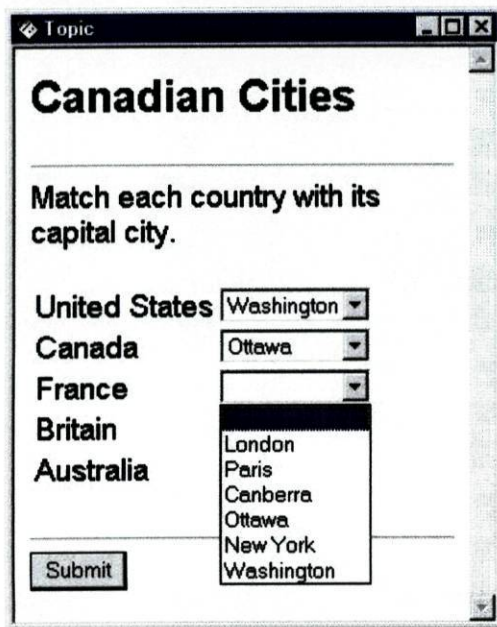 Topic
Canadian Cities
Match each country with its
capital city.
United States Washington
Canada Ottawa
France
Britain
Australia
London
Paris
Canberra
Ottawa
New York
Washington
Submit